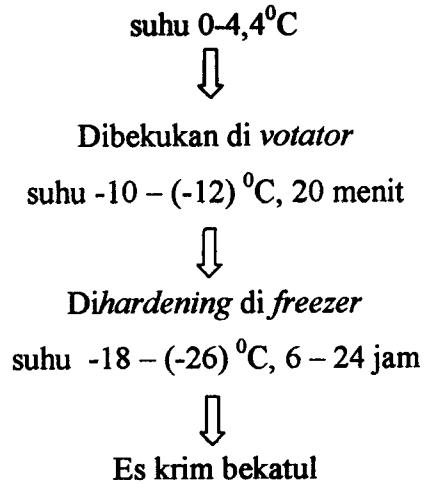 suhu 0-4,4⁰C
Dibekukan di votator
suhu -10 – (-12) ⁰C, 20 menit
Dihardening di freezer
suhu -18 – (-26) ⁰C, 6 – 24 jam
Es krim bekatul